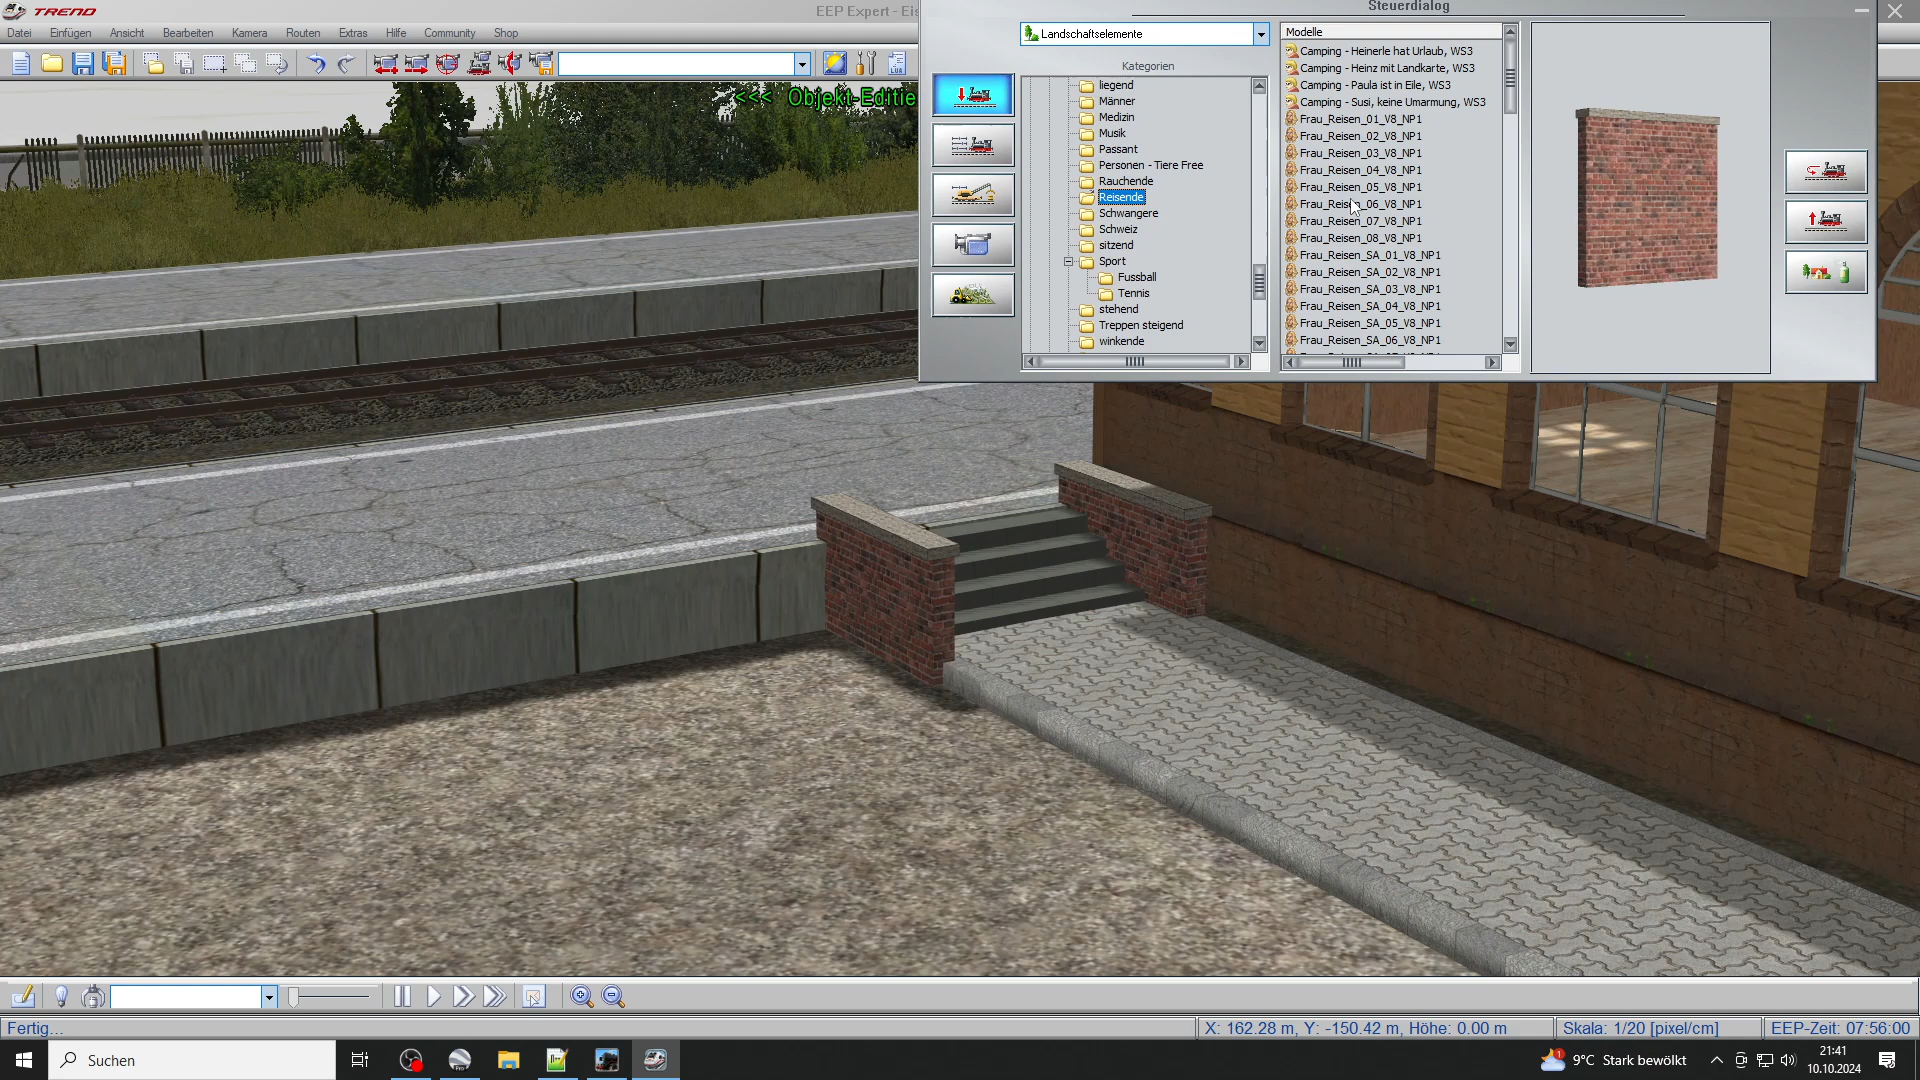 TREND
EEP Expert - Eis
Steuerdialog
Datei Einfügen Ansicht Bearbeiten Kamera Routen Extras Hilfe Community Shop
<<< Objekt-Editie
Landschaftselemente
Kategorien
liegend
Männer
Medizin
Musik
Passant
Personen - Tiere Free
Rauchende
Reisende
Schwangere
Schweiz
sitzend
Sport
Fussball
Tennis
stehend
Treppen steigend
winkende
Modelle
Camping - Heinerle hat Urlaub, WS3
Camping - Heinz mit Landkarte, WS3
Camping - Paula ist in Eile, WS3
Camping - Susi, keine Umarmung, WS3
Frau_Reisen_01_V8_NP1
Frau_Reisen_02_V8_NP1
Frau_Reisen_03_V8_NP1
Frau_Reisen_04_V8_NP1
Frau_Reisen_05_V8_NP1
Frau_Reisen_06_V8_NP1
Frau_Reisen_07_V8_NP1
Frau_Reisen_08_V8_NP1
Frau_Reisen_SA_01_V8_NP1
Frau_Reisen_SA_02_V8_NP1
Frau_Reisen_SA_03_V8_NP1
Frau_Reisen_SA_04_V8_NP1
Frau_Reisen_SA_05_V8_NP1
Frau_Reisen_SA_06_V8_NP1
Fertig...
X: 162.28 m, Y: -150.42 m, Höhe: 0.00 m
Skala: 1/20 [pixel/cm]
EEP-Zeit: 07:56:00
Suchen
9°C Stark bewölkt
21:41
10.10.2024